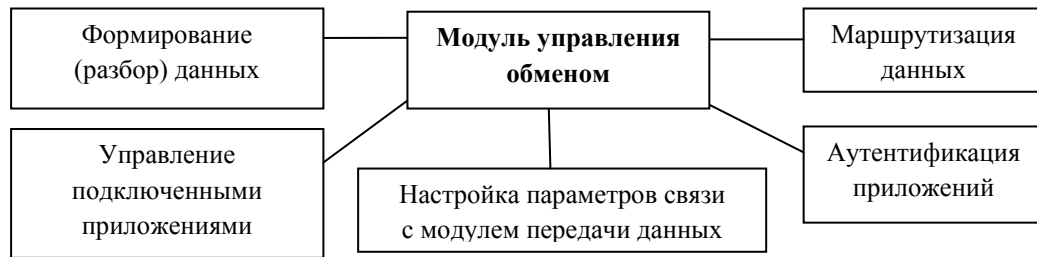 Формирование
(разбор) данных
Модуль управления
обменом
Маршрутизация
данных
Управление
подключенными
приложениями
Настройка параметров связи
с модулем передачи данных
Аутентификация
приложений